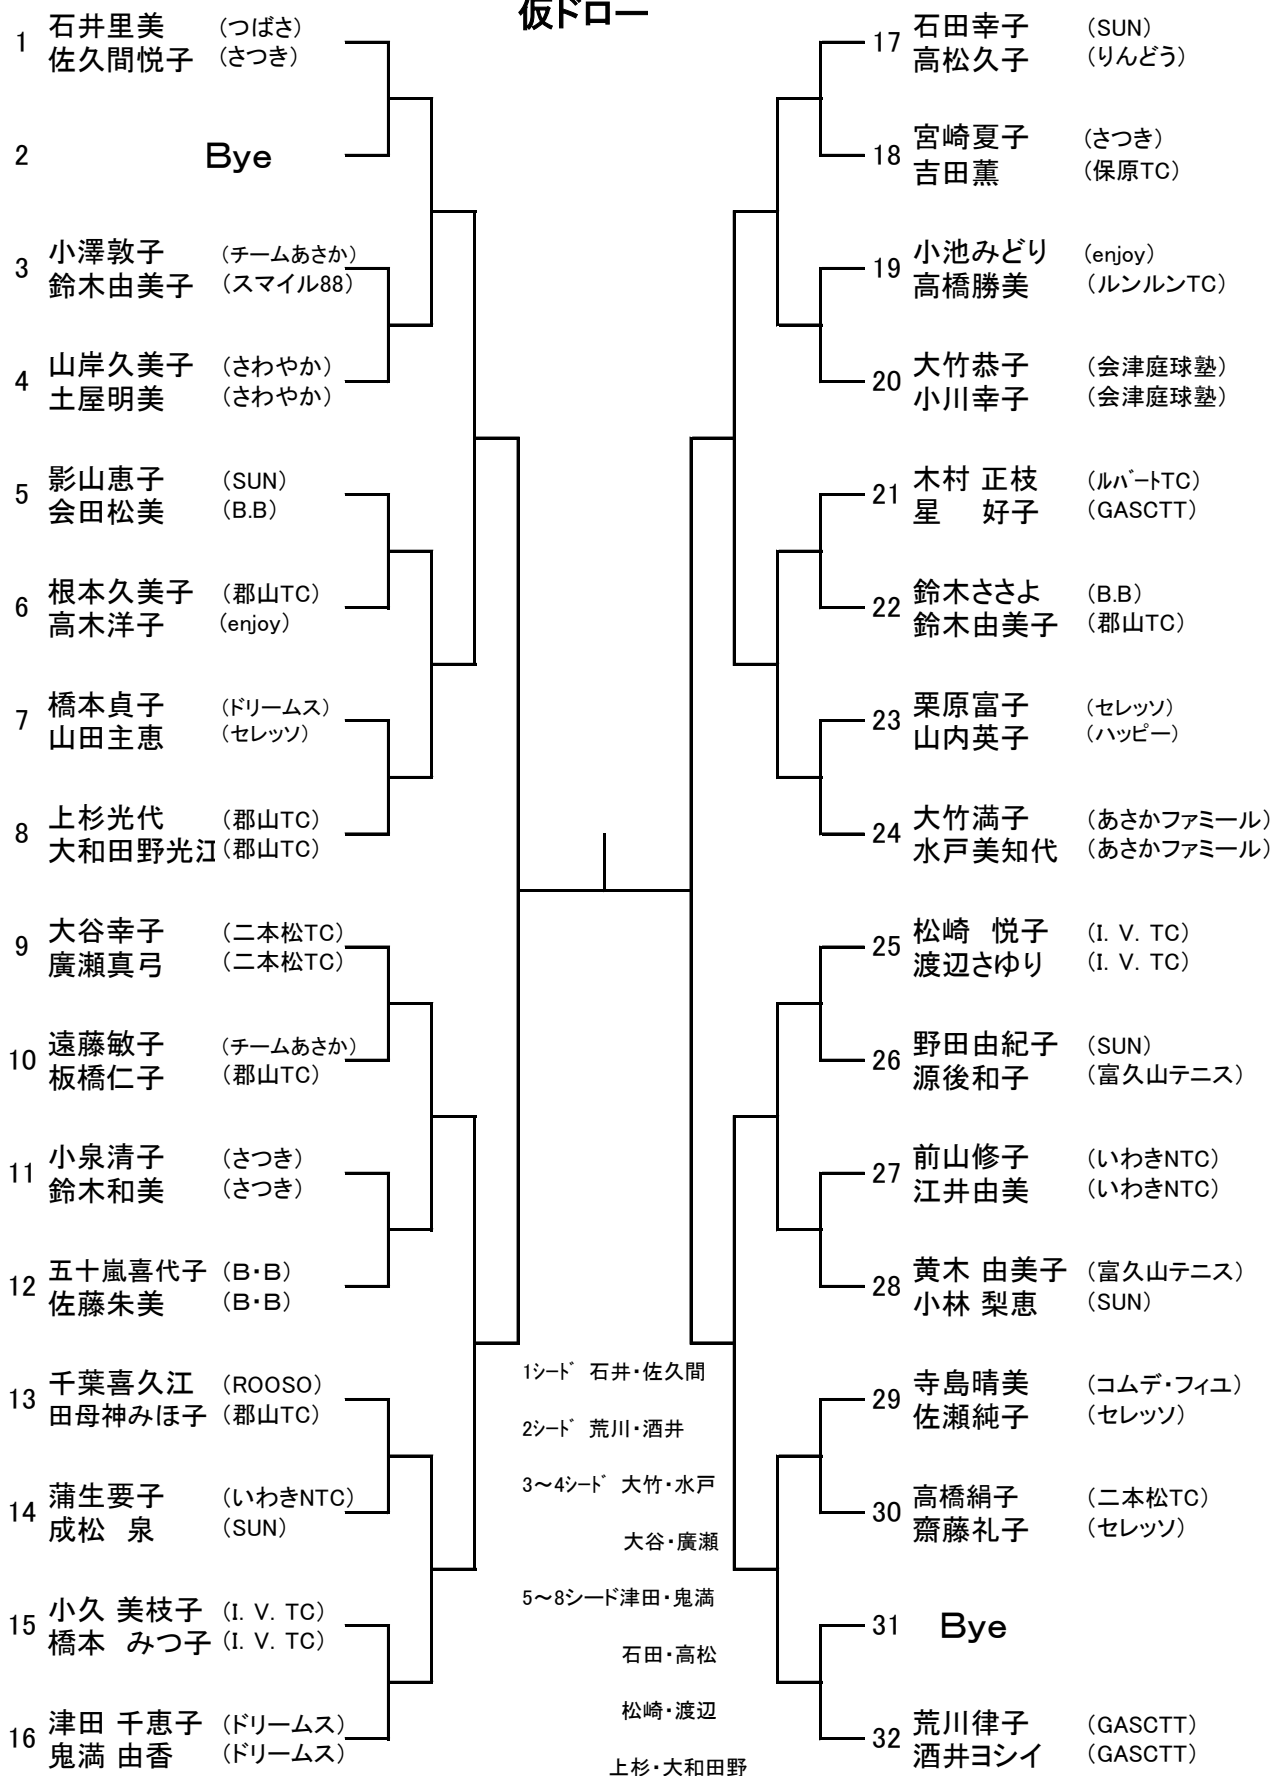 仮ドロー
1 石井里美 (つばさ)
佐久間悦子 (さつき)
2 Bye
3 小澤敦子 (チームあさか)
鈴木由美子 (スマイル88)
4 山岸久美子 (さわやか)
土屋明美 (さわやか)
5 影山恵子 (SUN)
会田松美 (B.B)
6 根本久美子 (郡山TC)
高木洋子 (enjoy)
7 橋本貞子 (ドリームス)
山田主恵 (セレッソ)
8 上杉光代 (郡山TC)
大和田野光江 (郡山TC)
9 大谷幸子 (二本松TC)
廣瀬真弓 (二本松TC)
10 遠藤敏子 (チームあさか)
板橋仁子 (郡山TC)
11 小泉清子 (さつき)
鈴木和美 (さつき)
12 五十嵐喜代子 (B・B)
佐藤朱美 (B・B)
13 千葉喜久江 (ROOSO)
田母神みほ子 (郡山TC)
14 蒲生要子 (いわきNTC)
成松 泉 (SUN)
15 小久 美枝子 (I. V. TC)
橋本 みつ子 (I. V. TC)
16 津田 千恵子 (ドリームス)
鬼満 由香 (ドリームス)
1シード 石井・佐久間
2シード 荒川・酒井
3～4シード 大竹・水戸
大谷・廣瀬
5～8シード津田・鬼満
石田・高松
松崎・渡辺
上杉・大和田野
17 石田幸子 (SUN)
高松久子 (りんどう)
18 宮崎夏子 (さつき)
吉田薫 (保原TC)
19 小池みどり (enjoy)
高橋勝美 (ルンルンTC)
20 大竹恭子 (会津庭球塾)
小川幸子 (会津庭球塾)
21 木村 正枝 (ルバートTC)
星 好子 (GASCTT)
22 鈴木ささよ (B.B)
鈴木由美子 (郡山TC)
23 栗原富子 (セレッソ)
山内英子 (ハッピー)
24 大竹満子 (あさかファミール)
水戸美知代 (あさかファミール)
25 松崎 悦子 (I. V. TC)
渡辺さゆり (I. V. TC)
26 野田由紀子 (SUN)
源後和子 (富久山テニス)
27 前山修子 (いわきNTC)
江井由美 (いわきNTC)
28 黄木 由美子 (富久山テニス)
小林 梨恵 (SUN)
29 寺島晴美 (コムデ・フィユ)
佐瀬純子 (セレッソ)
30 高橋絹子 (二本松TC)
齋藤礼子 (セレッソ)
31 Bye
32 荒川律子 (GASCTT)
酒井ヨシイ (GASCTT)